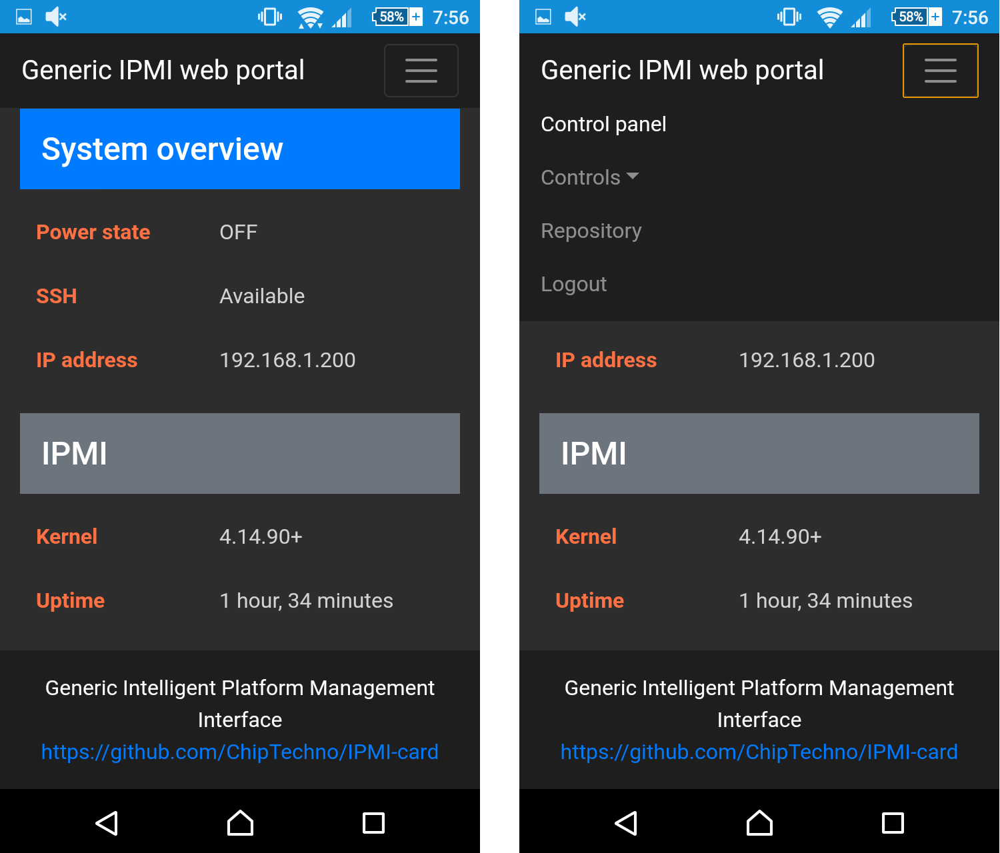 58%
7:56
Generic IPMI web portal
System overview
Power state OFF
SSH Available
IP address 192.168.1.200
IPMI
Kernel 4.14.90+
Uptime 1 hour, 34 minutes
Generic Intelligent Platform Management
Interface
https://github.com/ChipTechno/IPMI-card
58%
7:56
Generic IPMI web portal
Control panel
Controls
Repository
Logout
IP address 192.168.1.200
IPMI
Kernel 4.14.90+
Uptime 1 hour, 34 minutes
Generic Intelligent Platform Management
Interface
https://github.com/ChipTechno/IPMI-card